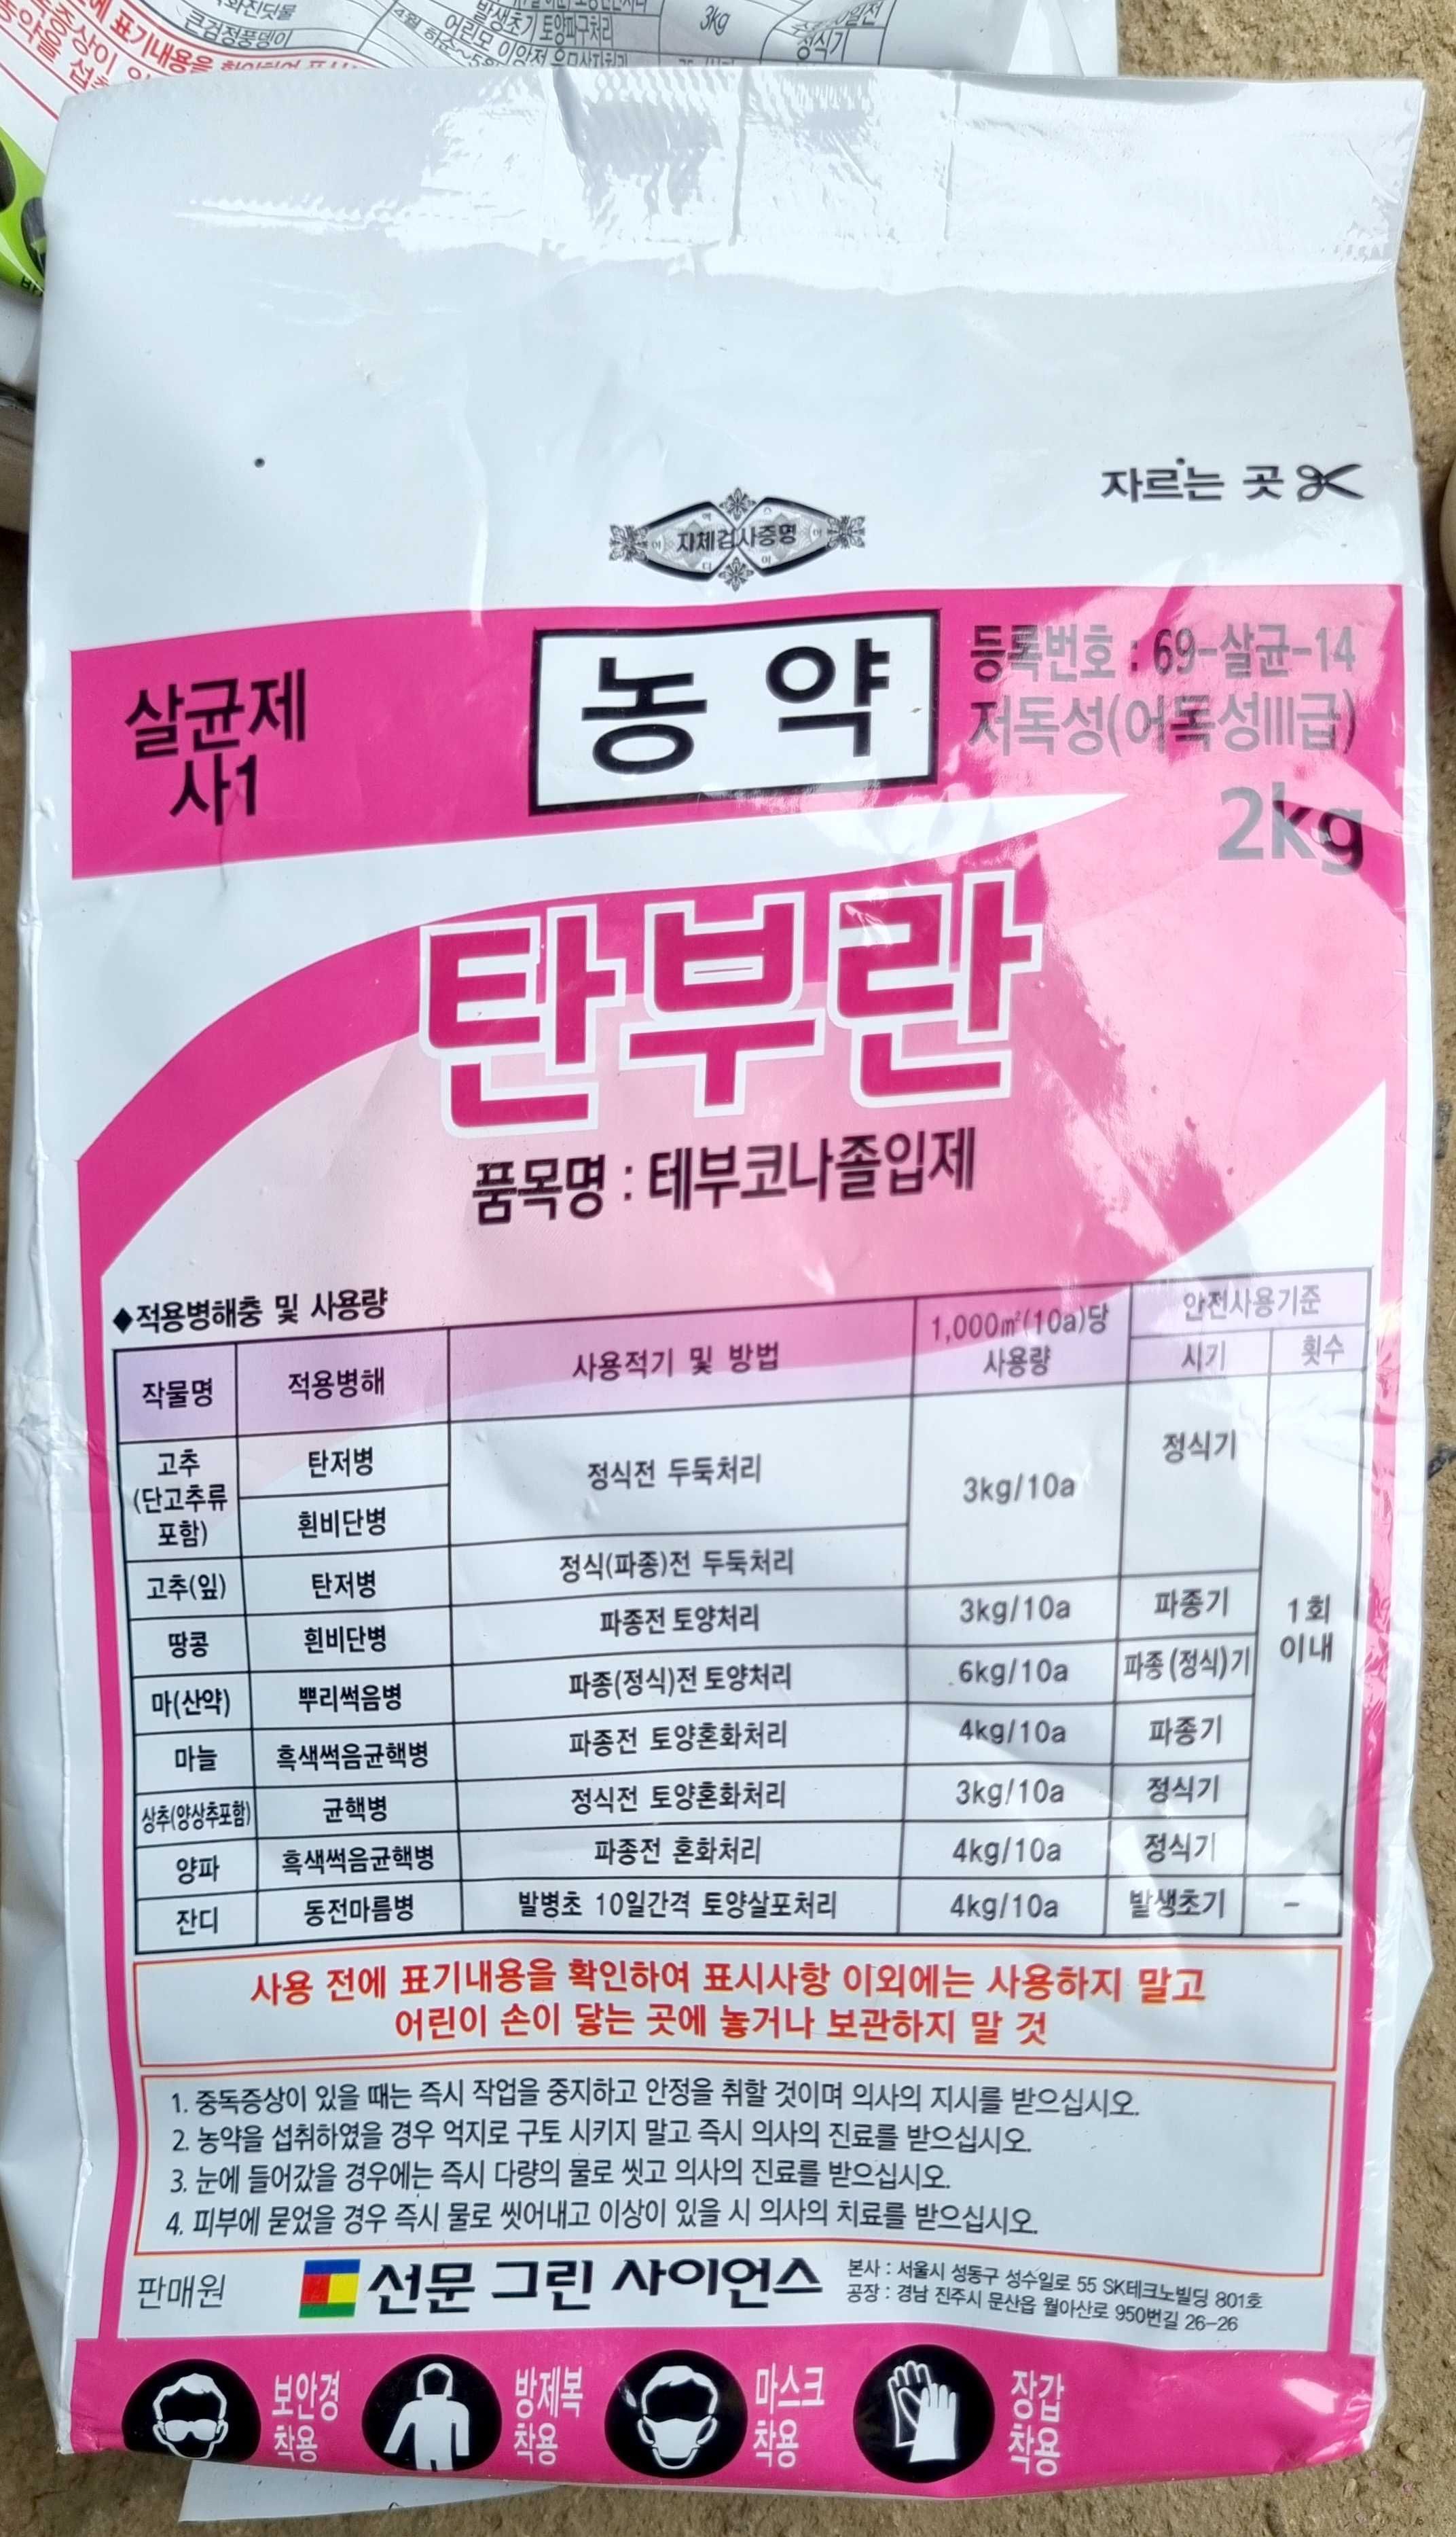 화진딧물
큰검정풍뎅이
발생초기 토양파구처리
3kg
정식기
자르는 곳
자체검사증명
살균제
사1
농약
등록번호 : 69-살균-14
저독성(어독성Ⅲ급)
2kg
탄부란
품목명 : 테부코나졸입제
◆적용병해충 및 사용량
작물명 적용병해 사용적기 및 방법 1,000㎡(10a)당 사용량 안전사용기준
시기 횟수
고추(단고추류 포함) 탄저병 정식전 두둑처리 3kg/10a 정식기
흰비단병
고추(잎) 탄저병 정식(파종)전 두둑처리
땅콩 흰비단병 파종전 토양처리 3kg/10a 파종기 1회 이내
마(산약) 뿌리썩음병 파종(정식)전 토양처리 6kg/10a 파종(정식)기
마늘 흑색썩음균핵병 파종전 토양혼화처리 4kg/10a 파종기
상추(양상추포함) 균핵병 정식전 토양혼화처리 3kg/10a 정식기
양파 흑색썩음균핵병 파종전 혼화처리 4kg/10a 정식기
잔디 동전마름병 발병초 10일간격 토양살포처리 4kg/10a 발생초기 -
사용 전에 표기내용을 확인하여 표시사항 이외에는 사용하지 말고
어린이 손이 닿는 곳에 놓거나 보관하지 말 것
1. 중독증상이 있을 때는 즉시 작업을 중지하고 안정을 취할 것이며 의사의 지시를 받으십시오.
2. 농약을 섭취하였을 경우 억지로 구토 시키지 말고 즉시 의사의 진료를 받으십시오.
3. 눈에 들어갔을 경우에는 즉시 다량의 물로 씻고 의사의 진료를 받으십시오.
4. 피부에 묻었을 경우 즉시 물로 씻어내고 이상이 있을 시 의사의 치료를 받으십시오.
판매원 선문 그린 사이언스
본사 : 서울시 성동구 성수일로 55 SK테크노빌딩 801호
공장 : 경남 진주시 문산읍 월아산로 950번길 26-26
보안경 착용
방제복 착용
마스크 착용
장갑 착용